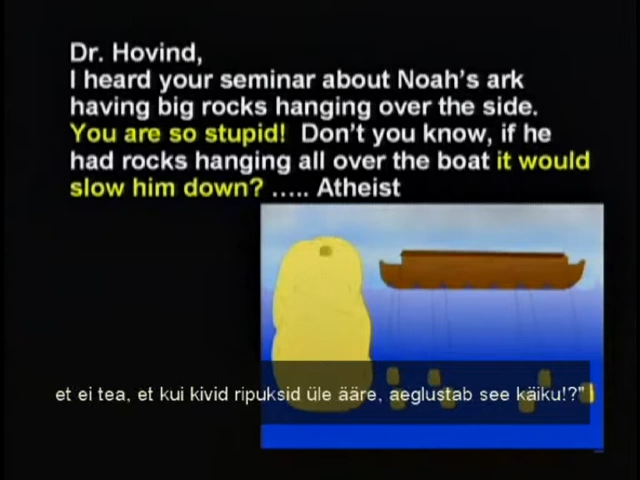 Dr. Hovind,
I heard your seminar about Noah's ark
having big rocks hanging over the side.
You are so stupid! Don't you know, if he
had rocks hanging all over the boat it would
slow him down? ..... Atheist
et ei tea, et kui kivid ripuksid üle ääre, aeglustab see käiku!?"